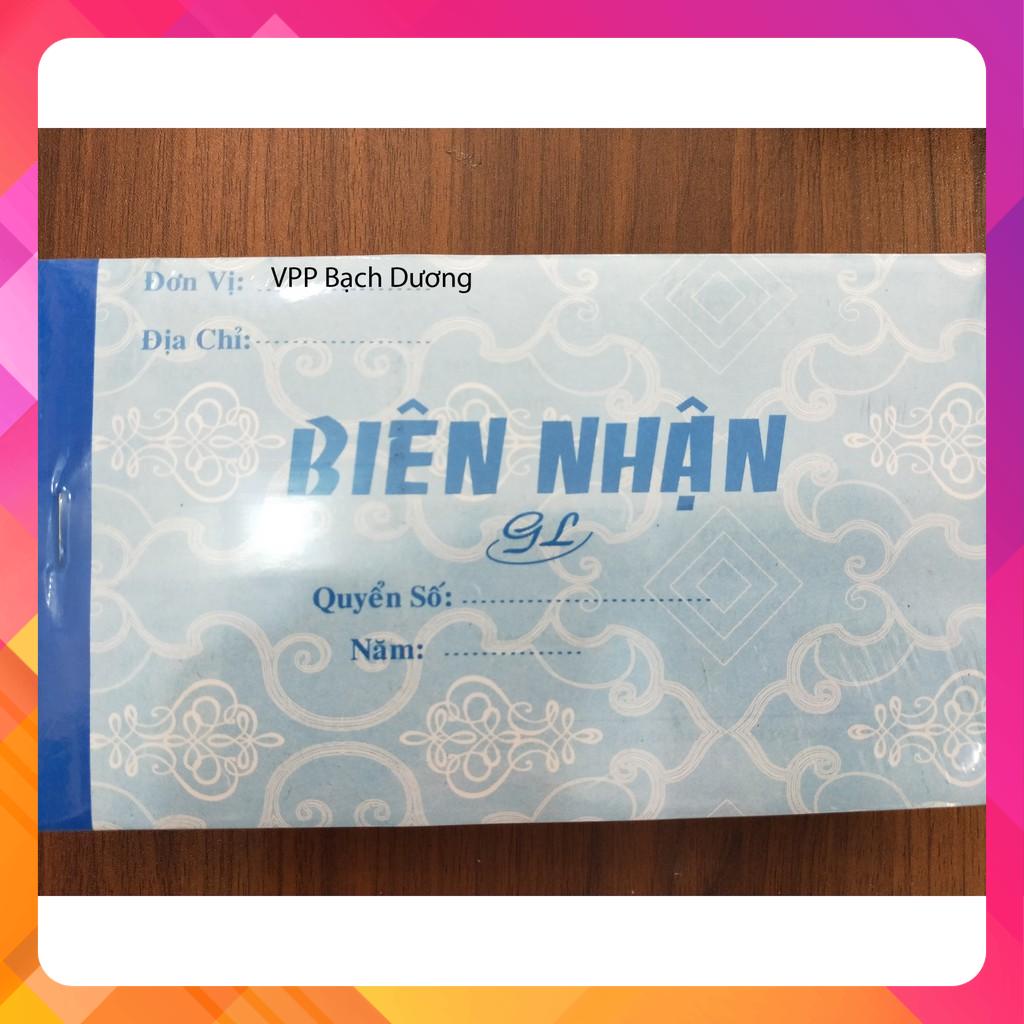 Đơn Vị: VPP Bạch Dương
Địa Chỉ:
BIÊN NHẬN
GL
Quyển Số:
Năm: